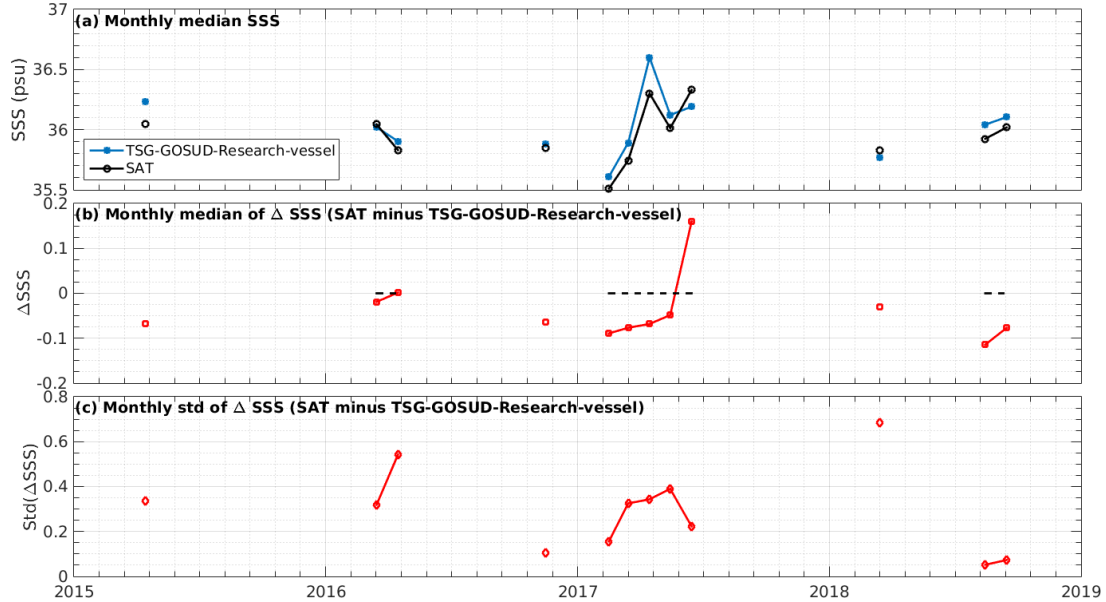 (a) Monthly median SSS
37
36.5
36
35.5
SSS (psu)
TSG-GOSUD-Research-vessel
SAT
(b) Monthly median of Δ SSS (SAT minus TSG-GOSUD-Research-vessel)
0.2
0.1
0
-0.1
-0.2
ΔSSS
(c) Monthly std of Δ SSS (SAT minus TSG-GOSUD-Research-vessel)
0.8
0.6
0.4
0.2
0
Std(ΔSSS)
2015 2016 2017 2018 2019